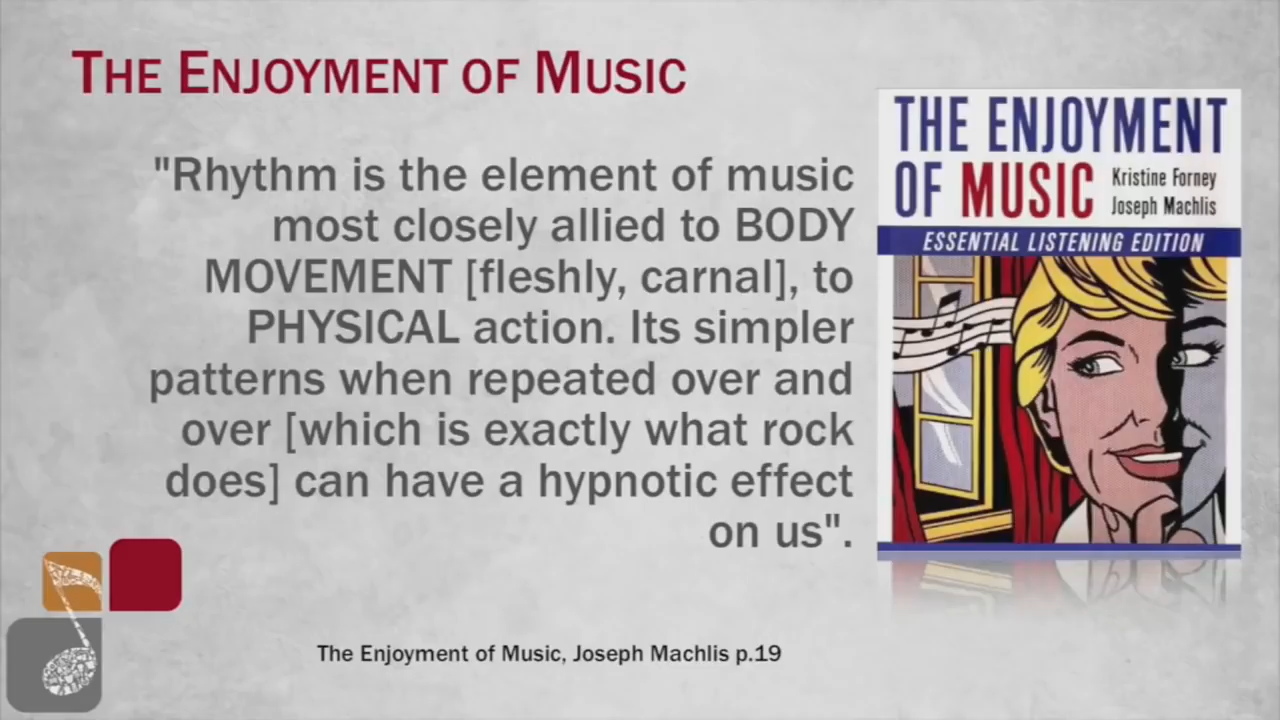 THE ENJOYMENT OF MUSIC
"Rhythm is the element of music
most closely allied to BODY
MOVEMENT [fleshly, carnal], to
PHYSICAL action. Its simpler
patterns when repeated over and
over [which is exactly what rock
does] can have a hypnotic effect
on us".
THE ENJOYMENT
OF MUSIC
Kristine Forney
Joseph Machlis
ESSENTIAL LISTENING EDITION
The Enjoyment of Music, Joseph Machlis p.19